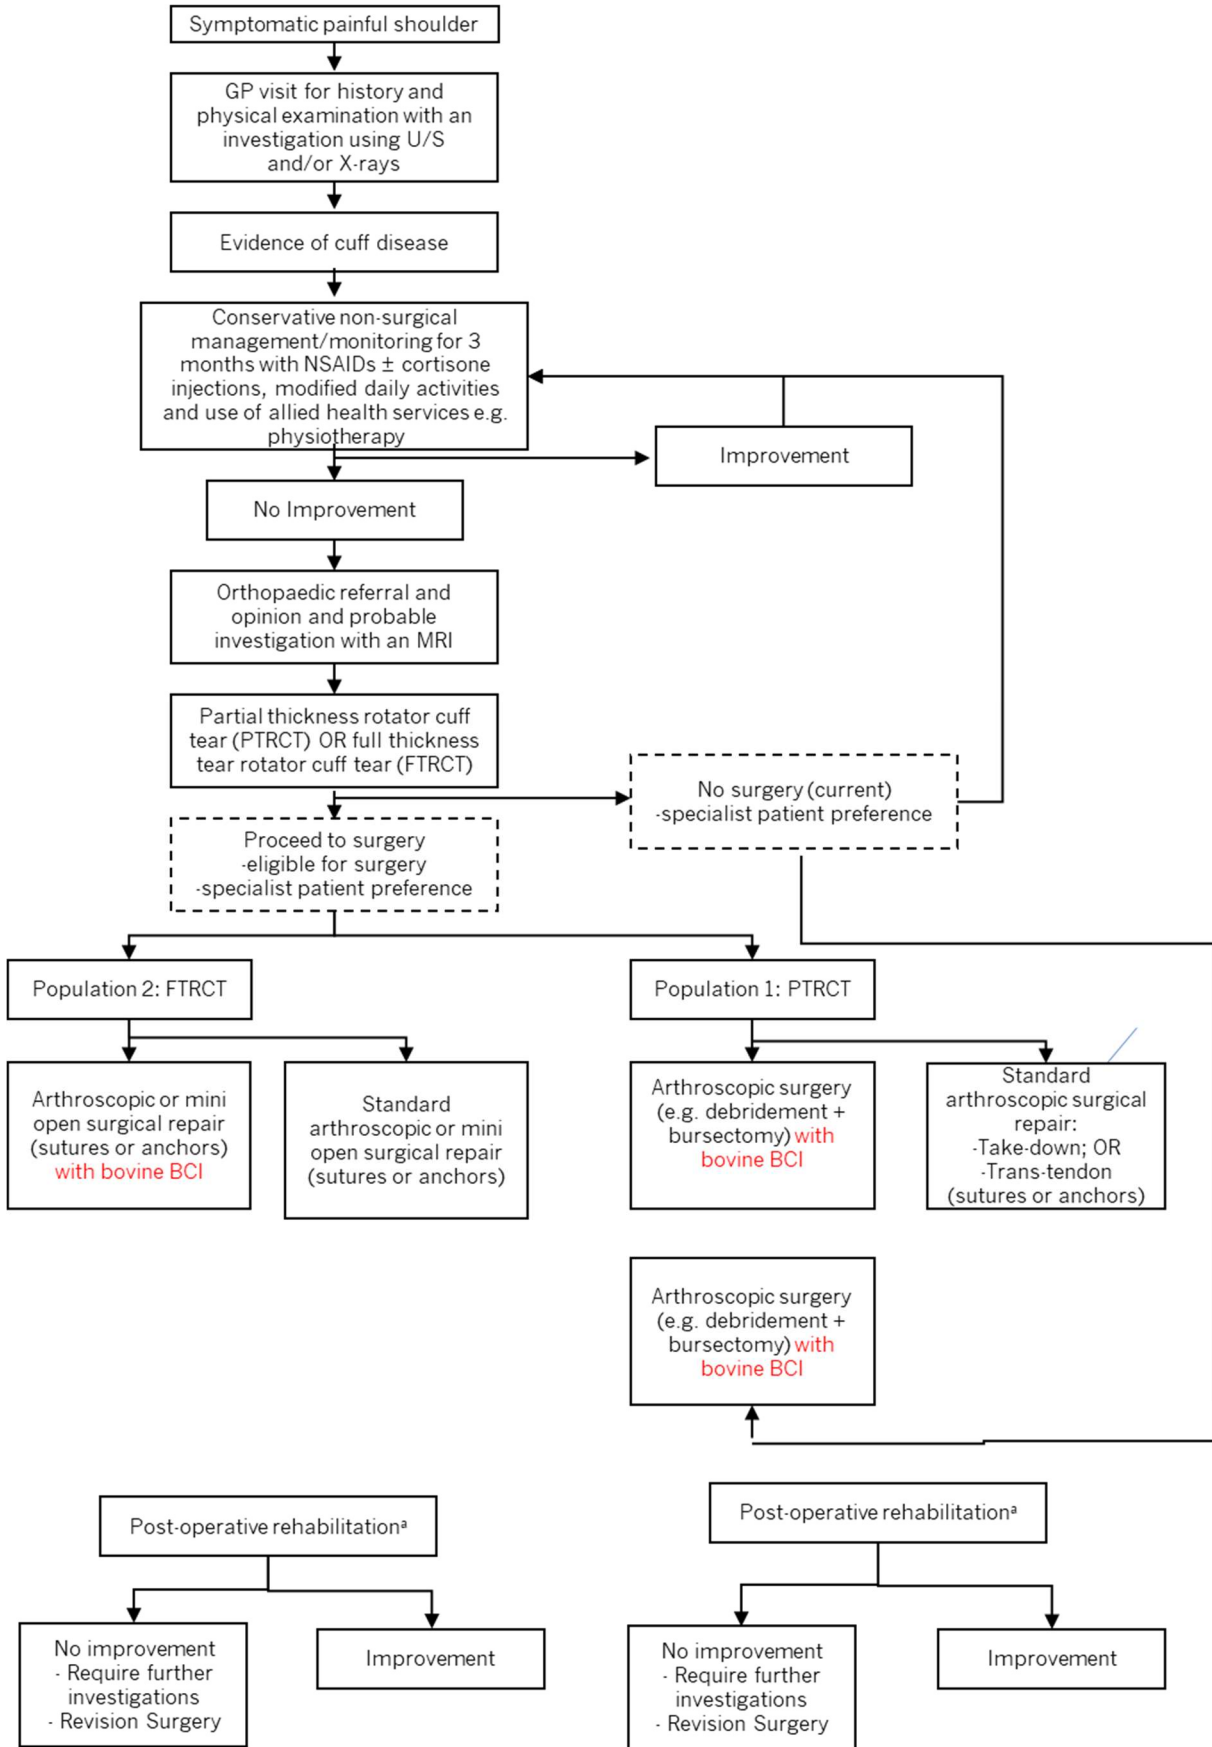 Symptomatic painful shoulder
GP visit for history and
physical examination with an
investigation using U/S
and/or X-rays
Evidence of cuff disease
Conservative non-surgical
management/monitoring for 3
months with NSAIDs ± cortisone
injections, modified daily activities
and use of allied health services e.g.
physiotherapy
Improvement
No Improvement
Orthopaedic referral and
opinion and probable
investigation with an MRI
Partial thickness rotator cuff
tear (PTRCT) OR full thickness
tear rotator cuff tear (FTRCT)
No surgery (current)
-specialist patient preference
Proceed to surgery
-eligible for surgery
-specialist patient preference
Population 2: FTRCT
Population 1: PTRCT
Arthroscopic or mini
open surgical repair
(sutures or anchors)
with bovine BCI
Standard
arthroscopic or mini
open surgical repair
(sutures or anchors)
Arthroscopic surgery
(e.g. debridement +
bursectomy) with
bovine BCI
Standard
arthroscopic surgical
repair:
-Take-down; OR
-Trans-tendon
(sutures or anchors)
Arthroscopic surgery
(e.g. debridement +
bursectomy) with
bovine BCI
Post-operative rehabilitationᵃ
No improvement
- Require further
investigations
- Revision Surgery
Improvement
Post-operative rehabilitationᵃ
No improvement
- Require further
investigations
- Revision Surgery
Improvement